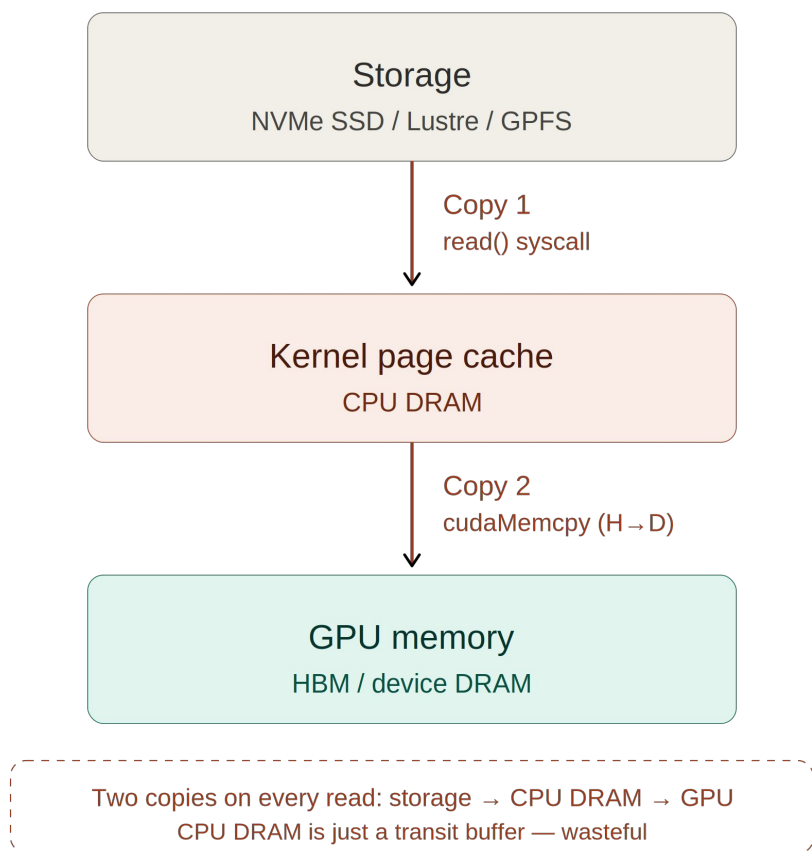 Storage
NVMe SSD / Lustre / GPFS
Copy 1
read() syscall
Kernel page cache
CPU DRAM
Copy 2
cudaMemcpy (H→D)
GPU memory
HBM / device DRAM
Two copies on every read: storage → CPU DRAM → GPU
CPU DRAM is just a transit buffer — wasteful